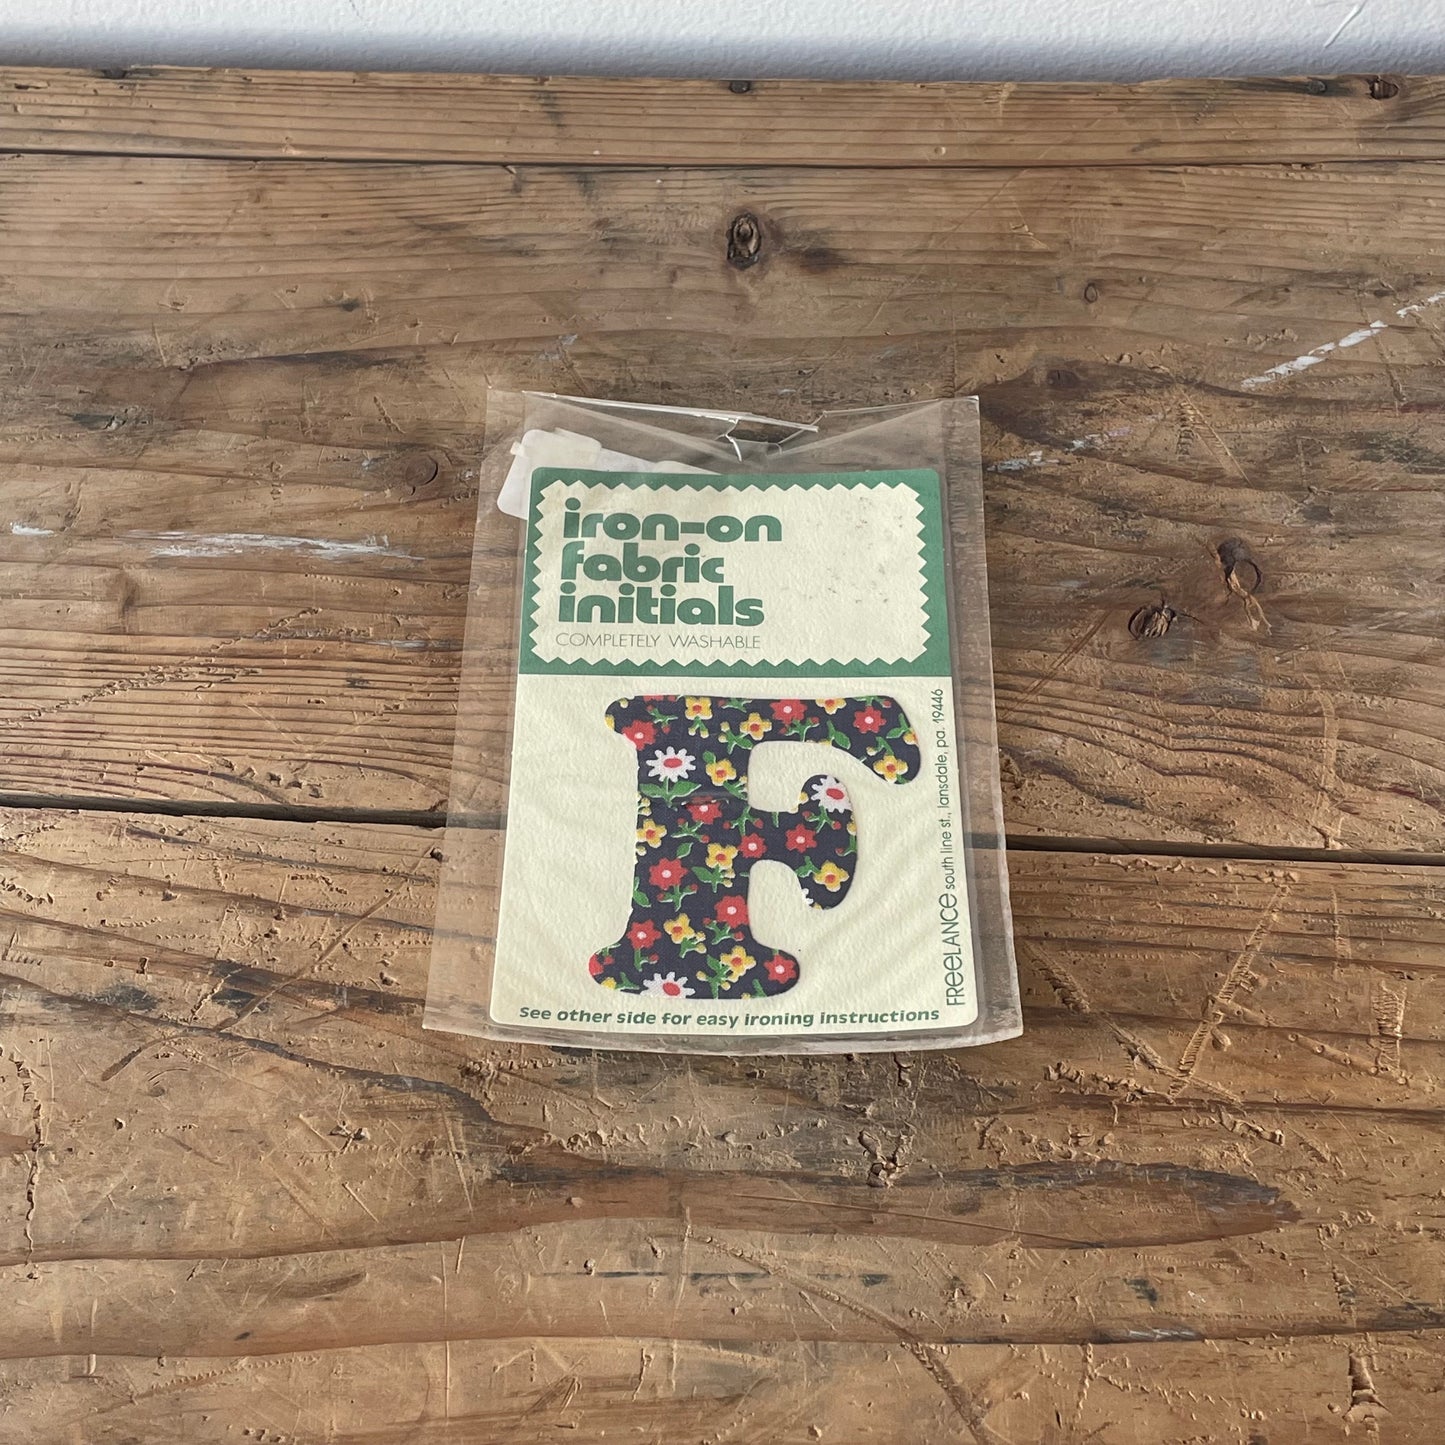 iron-on
fabric
initials
COMPLETELY WASHABLE
F
FREELANCE south line st., lansdale, pa. 19446
See other side for easy ironing instructions